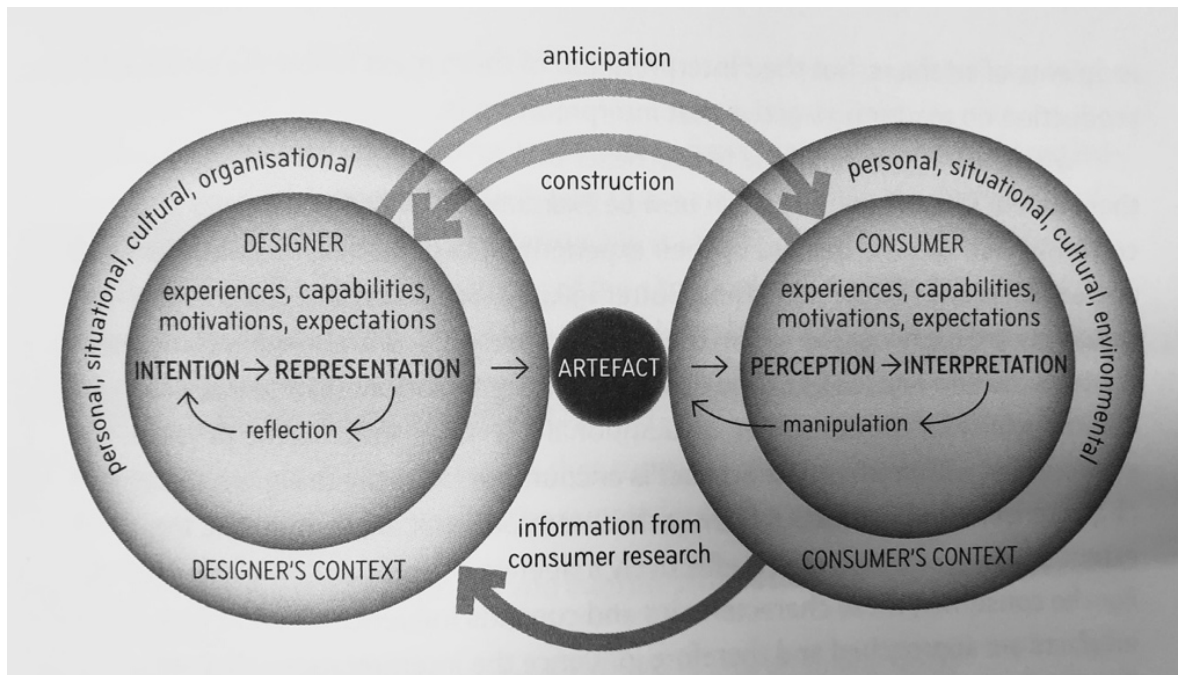 anticipation
construction
Personal, situational, cultural, organisational
DESIGNER
experiences, capabilities,
motivations, expectations
INTENTION → REPRESENTATION
reflection
DESIGNER'S CONTEXT
ARTEFACT
personal, situational, cultural, environmental
CONSUMER
experiences, capabilities,
motivations, expectations
PERCEPTION → INTERPRETATION
manipulation
CONSUMER'S CONTEXT
information from
consumer research